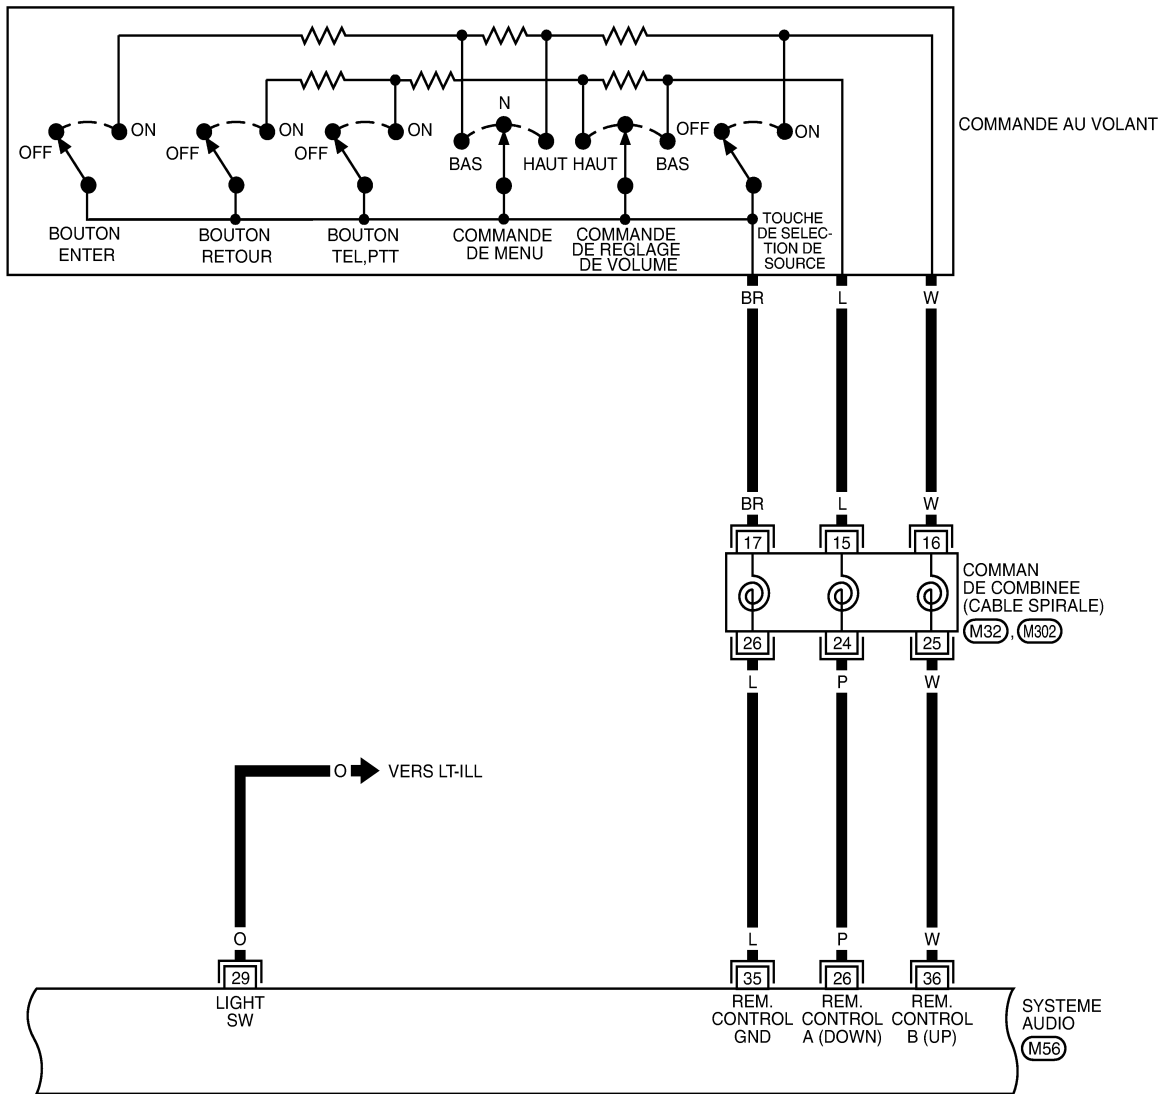 N
ON
ON
ON
OFF
ON
OFF
OFF
OFF
BAS
HAUT
HAUT
BAS
COMMANDE AU VOLANT
BOUTON
ENTER
BOUTON
RETOUR
BOUTON
TEL,PTT
COMMANDE
DE MENU
COMMANDE
DE REGLAGE
DE VOLUME
TOUCHE
DE SELEC-
TION DE
SOURCE
BR
L
W
BR
L
W
17
15
16
COMMAN
DE COMBINEE
(CABLE SPIRALE)
M32, M302
26
24
25
L
P
W
O
VERS LT-ILL
O
L
P
W
29
35
26
36
LIGHT
SW
REM.
CONTROL
GND
REM.
CONTROL
A (DOWN)
REM.
CONTROL
B (UP)
SYSTEME
AUDIO
M56